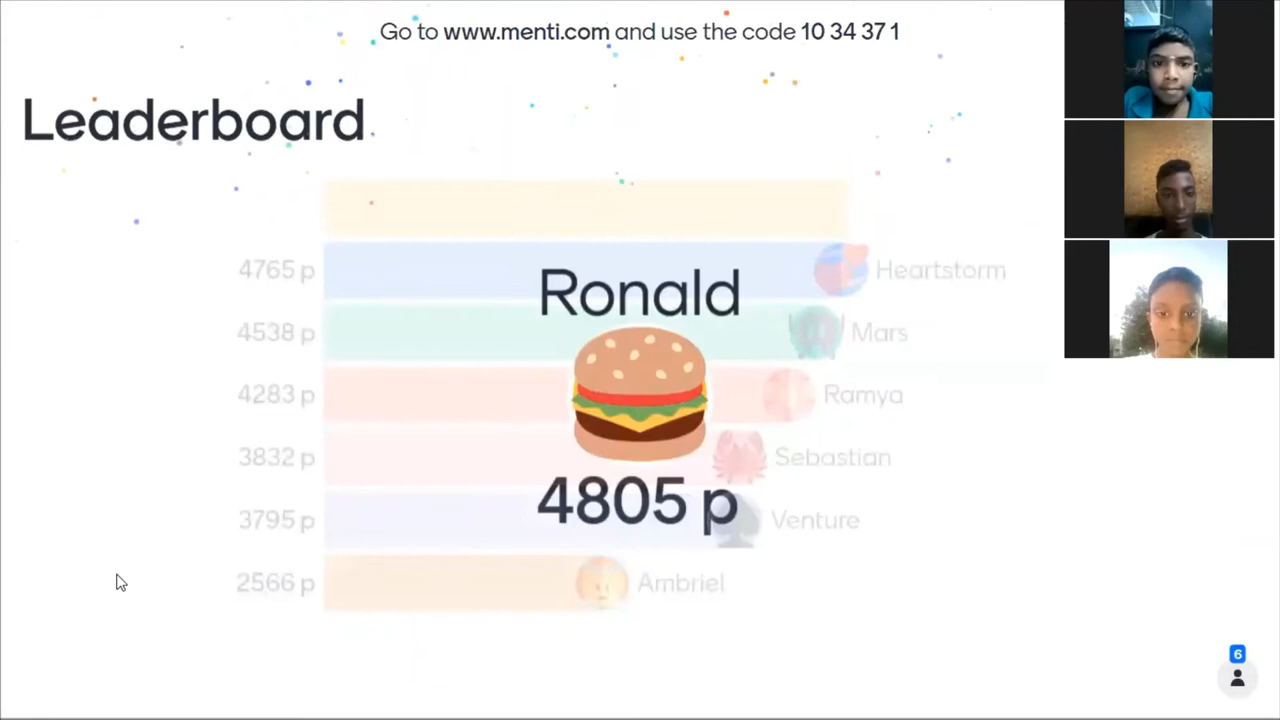 Go to www.menti.com and use the code 10 34 37 1
Leaderboard
4765 p Heartstorm
Ronald
4538 p Mars
4283 p Ramya
3832 p Sebastian
4805 p
3795 p Venture
2566 p Ambriel
6